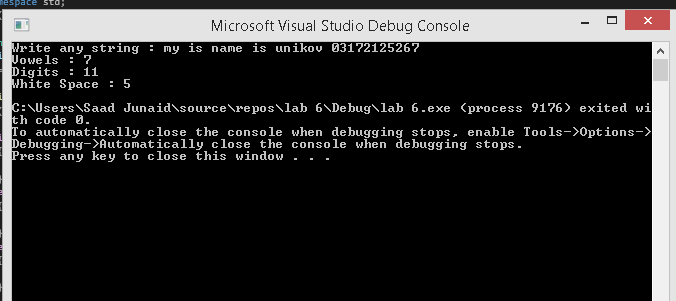 mespace std;
Microsoft Visual Studio Debug Console
Write any string : my is name is unikov 03172125267
Vowels : 7
Digits : 11
White Space : 5
C:\Users\Saad Junaid\source\repos\lab 6\Debug\lab 6.exe (process 9176) exited wi
th code 0.
To automatically close the console when debugging stops, enable Tools->Options->
Debugging->Automatically close the console when debugging stops.
Press any key to close this window . . .